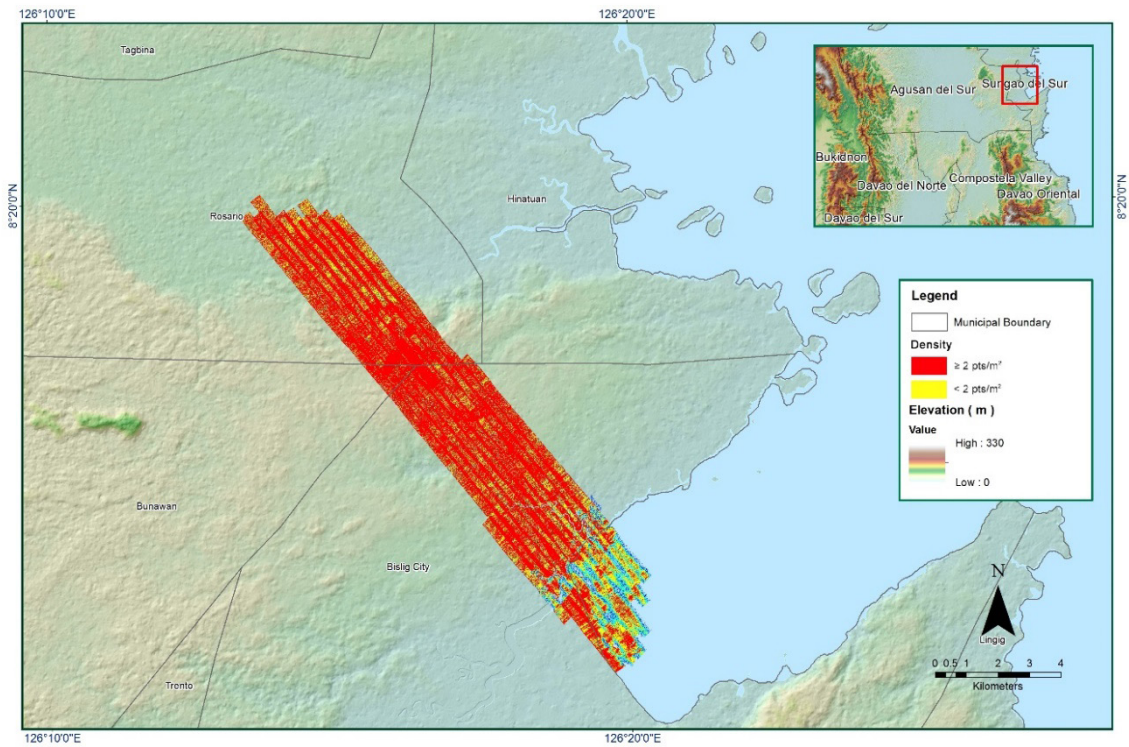 126°10'0"E
126°20'0"E
Tagbina
Agusan del Sur
Surigao del Sur
Bukidnon
Compostela Valley
Davao del Norte
Davao Oriental
Davao del Sur
8°20'0"N
8°20'0"N
Rosario
Hinatuan
Legend
Municipal Boundary
Density
≥ 2 pts/m²
< 2 pts/m²
Elevation ( m )
Value
High : 330
Low : 0
Bunawan
Bislig City
N
Lingig
0 0.5 1 2 3 4
Kilometers
Trento
126°10'0"E
126°20'0"E